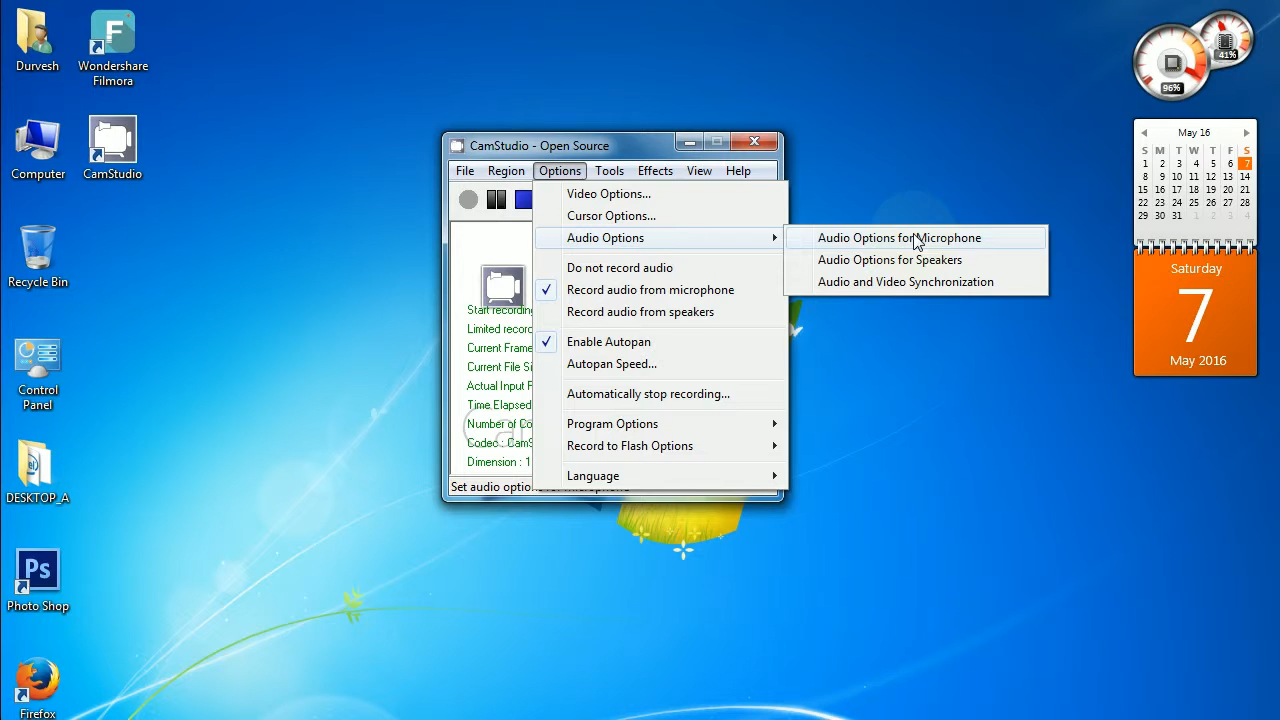 Durvesh
Wondershare
Filmora
Computer
CamStudio
Recycle Bin
Control
Panel
DESKTOP_A
Ps
Photo Shop
Firefox
CamStudio - Open Source
File Region Options Tools Effects View Help
Start recording
Limited
Current Frame
Current File
Actual Input
Time Elapsed
Number of
Codec :
Dimension : 1
Set audio options for microphone
Video Options...
Cursor Options...
Audio Options
Do not record audio
Record audio from microphone
Record audio from speakers
Enable Autopan
Autopan Speed...
Automatically stop recording...
Program Options
Record to Flash Options
Language
Audio Options for Microphone
Audio Options for Speakers
Audio and Video Synchronization
41%
96%
May 16
S M T W T F S
1 2 3 4 5 6 7
8 9 10 11 12 13 14
15 16 17 18 19 20 21
22 23 24 25 26 27 28
29 30 31 1 2 3 4
Saturday
7
May 2016